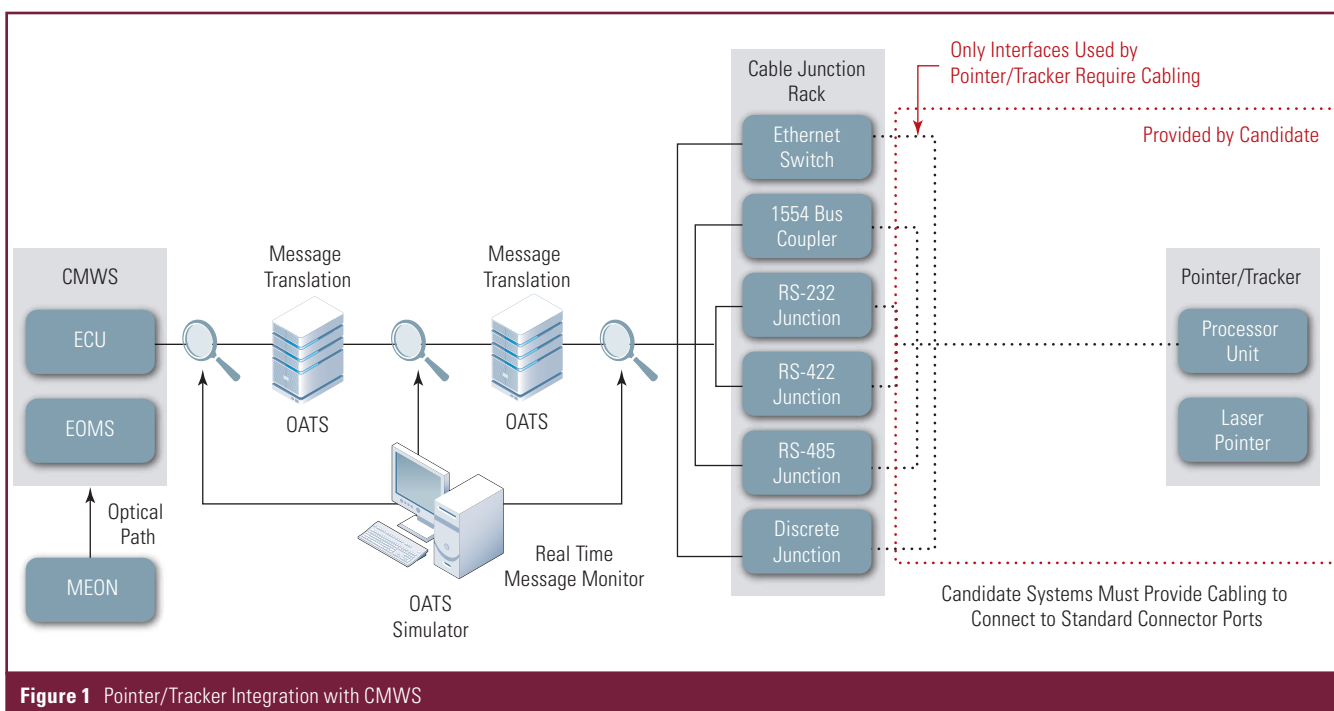 Only Interfaces Used by
Pointer/Tracker Require Cabling
Cable Junction
Rack
Provided by Candidate
Ethernet
Switch
1554 Bus
Coupler
RS-232
Junction
RS-422
Junction
RS-485
Junction
Discrete
Junction
CMWS
ECU
EOMS
Optical
Path
MEON
Message
Translation
OATS
Message
Translation
OATS
Real Time
Message Monitor
OATS
Simulator
Pointer/Tracker
Processor
Unit
Laser
Pointer
Candidate Systems Must Provide Cabling to
Connect to Standard Connector Ports
Figure 1 Pointer/Tracker Integration with CMWS